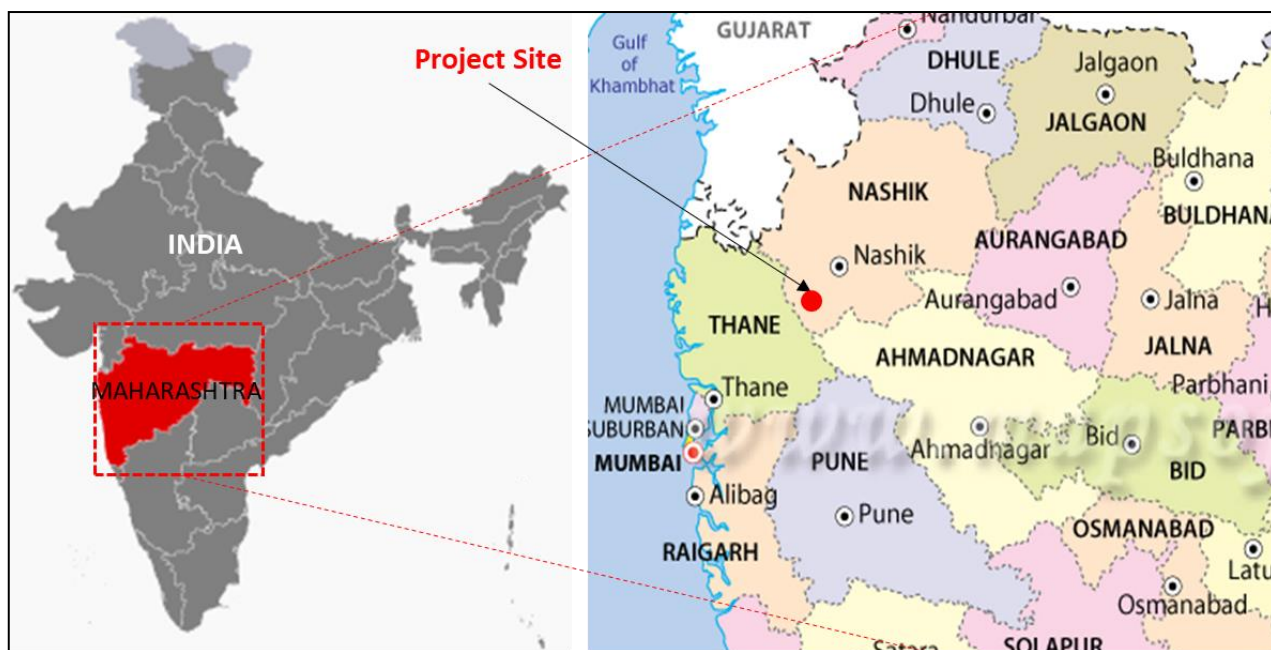 Project Site
INDIA
MAHARASHTRA
GUJARAT
Nandurbar
Gulf
of
Khambhat
DHULE
Dhule
Jalgaon
JALGAON
Buldhana
BULDHANA
NASHIK
Nashik
AURANGABAD
Aurangabad
Jalna
JALNA
THANE
Thane
AHMADNAGAR
Ahmadnagar
Parbhani
MUMBAI
SUBURBAN
MUMBAI
Alibag
PUNE
Pune
Bid
BID
RAIGARH
OSMANABAD
Osmanabad
SOLAPUR
Satara